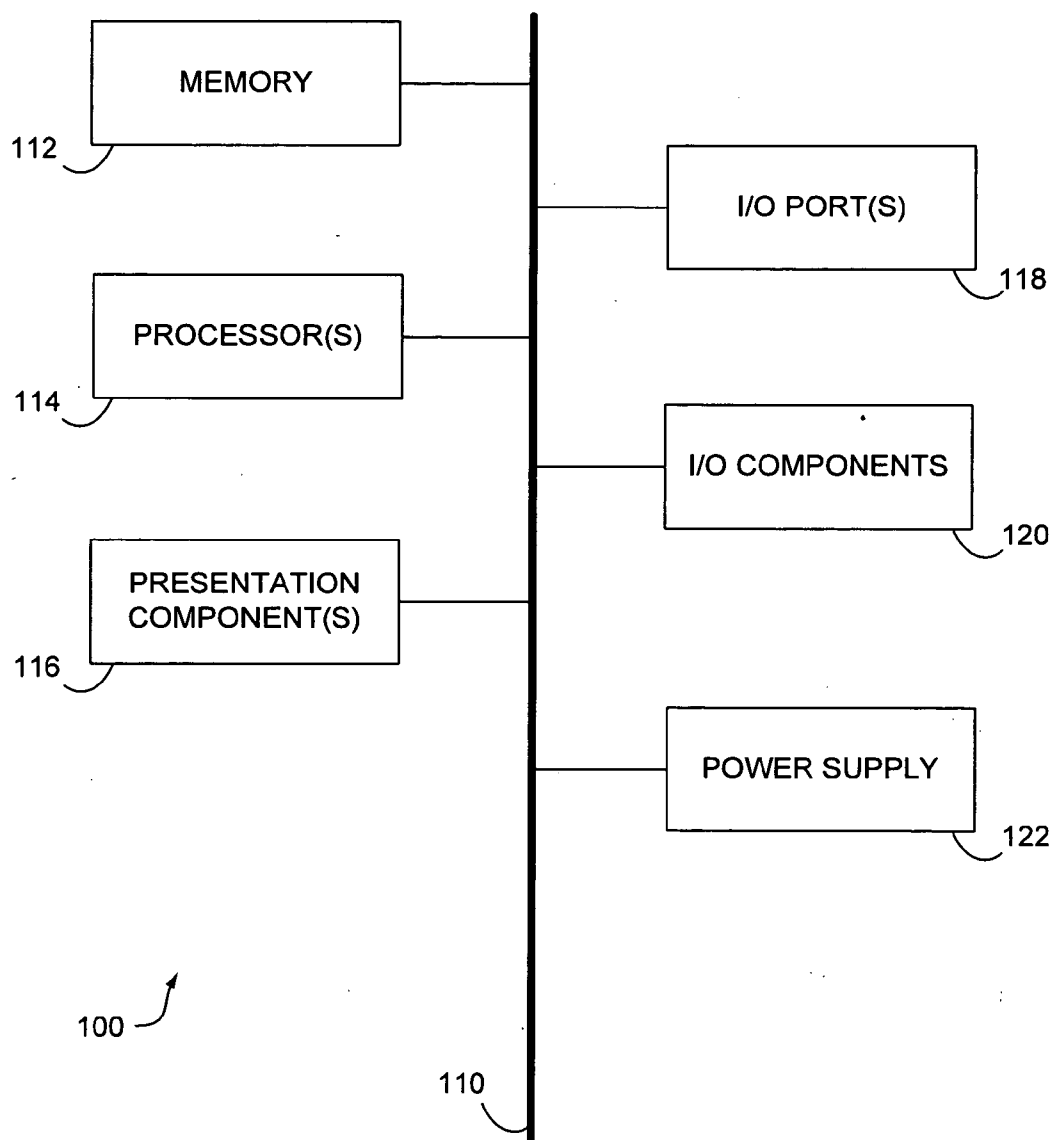 MEMORY
112
I/O PORT(S)
118
PROCESSOR(S)
114
I/O COMPONENTS
120
PRESENTATION
COMPONENT(S)
116
POWER SUPPLY
122
100
110